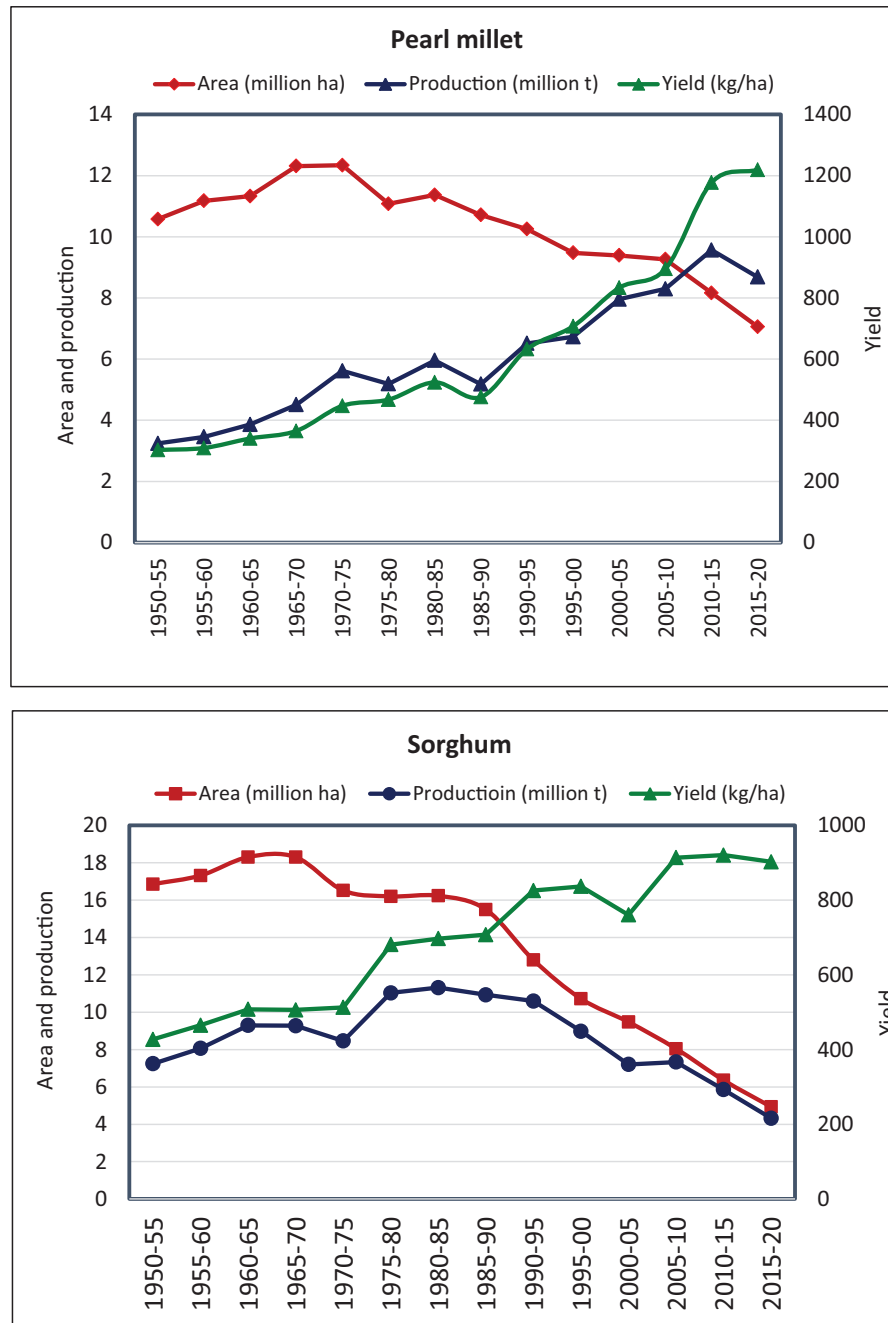 Pearl millet
Area (million ha) Production (million t) Yield (kg/ha)
14 1400
12 1200
10 1000
8 800
6 600
4 400
2 200
0 0
Area and production
Yield
1950-55 1955-60 1960-65 1965-70 1970-75 1975-80 1980-85 1985-90 1990-95 1995-00 2000-05 2005-10 2010-15 2015-20
Sorghum
Area (million ha) Productioin (million t) Yield (kg/ha)
20 1000
18
16 800
14
12 600
10
8 400
6
4 200
2
0 0
Area and production
Yield
1950-55 1955-60 1960-65 1965-70 1970-75 1975-80 1980-85 1985-90 1990-95 1995-00 2000-05 2005-10 2010-15 2015-20